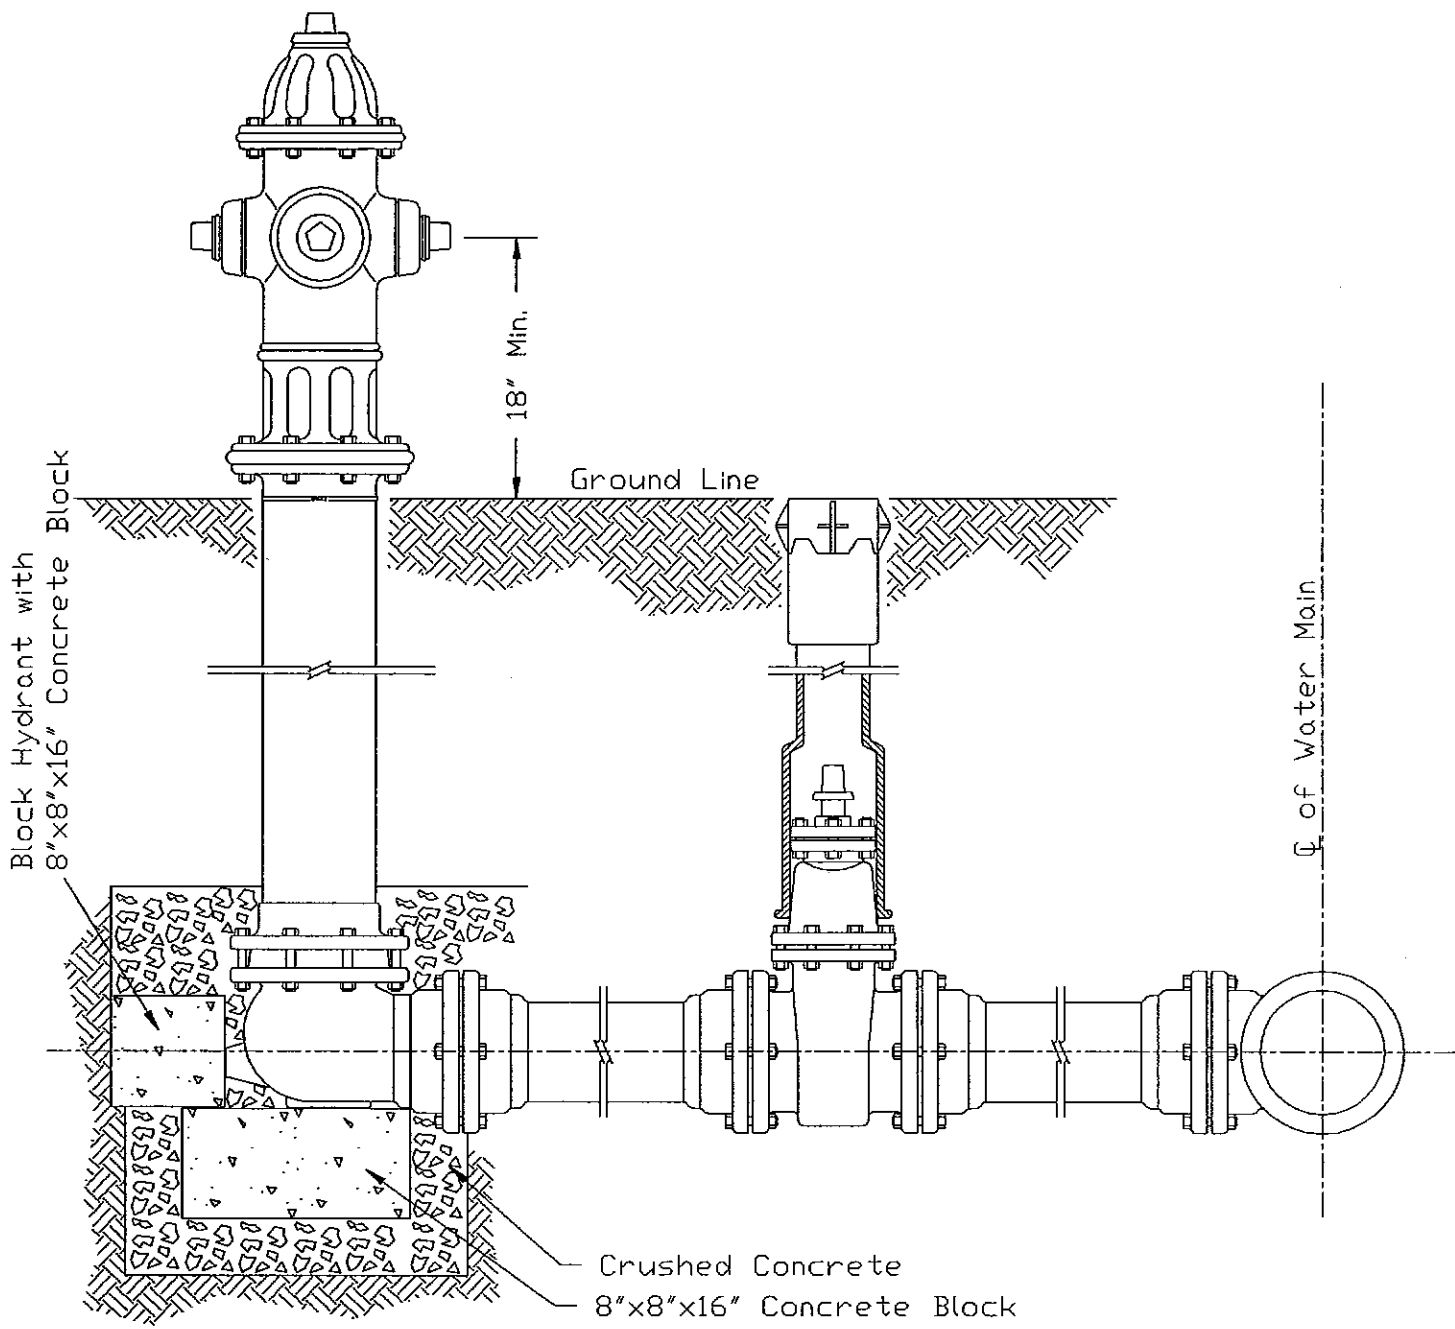 18" Min.
Ground Line
Block Hydrant with
8"x8"x16" Concrete Block
℄ of Water Main
Crushed Concrete
8"x8"x16" Concrete Block